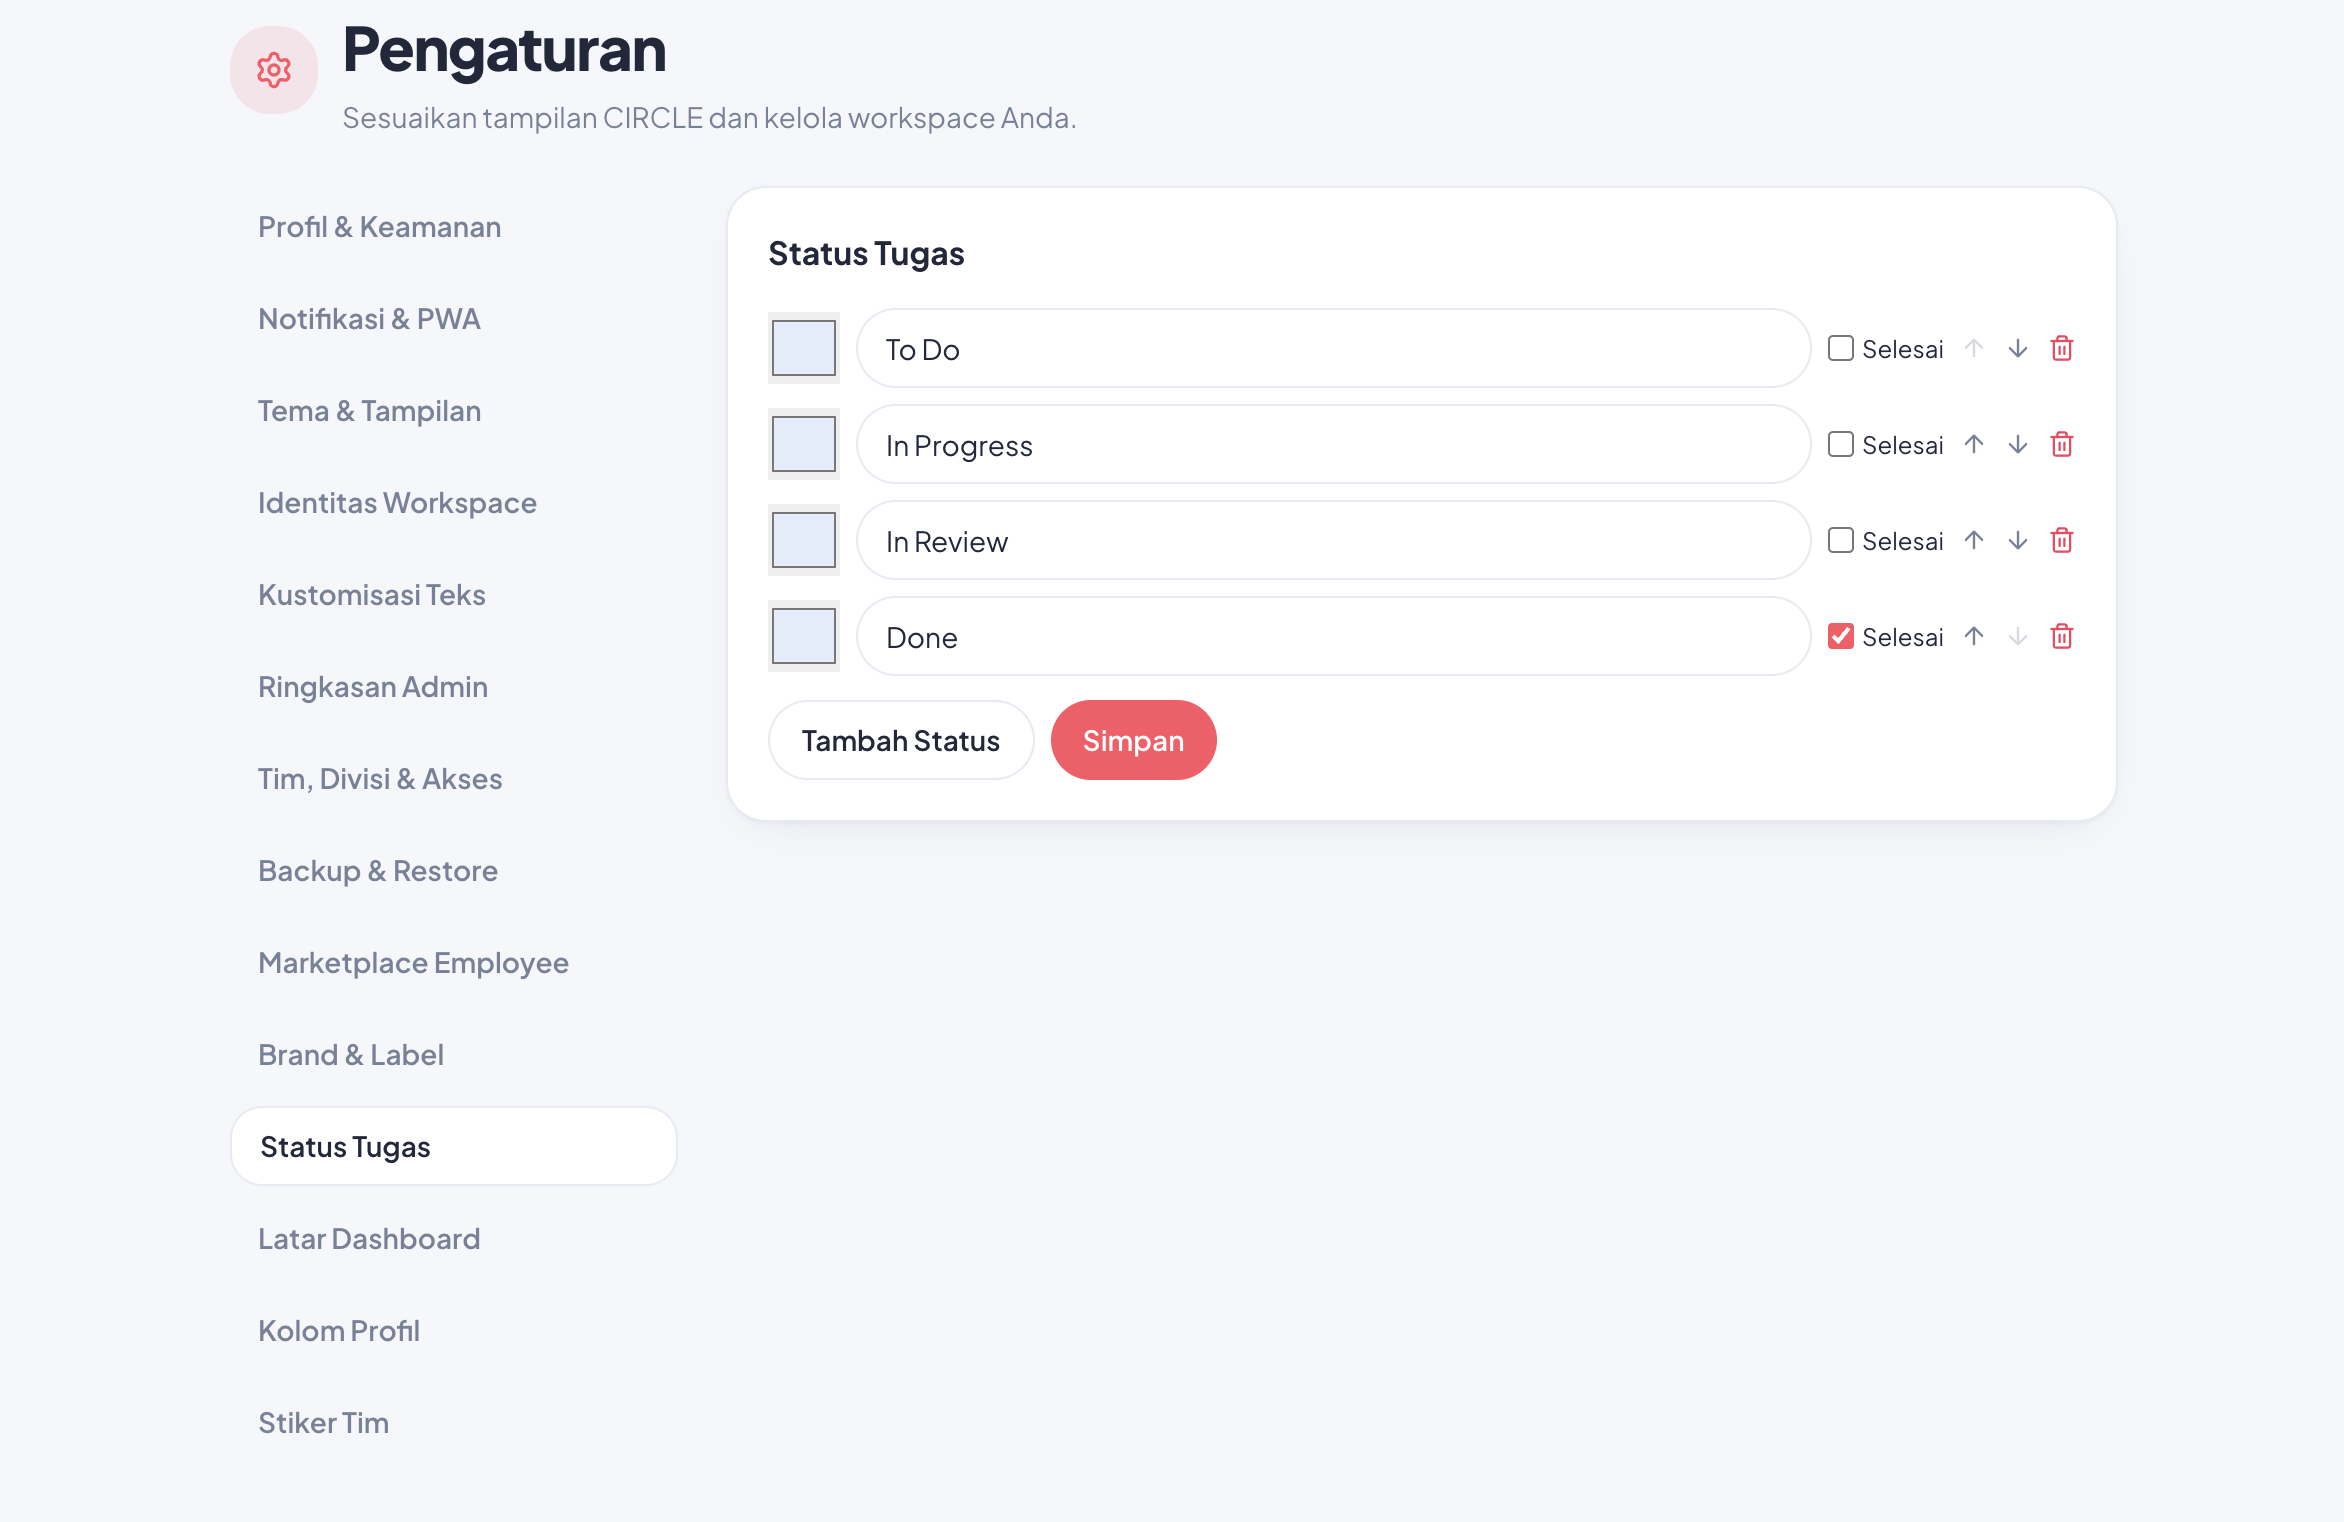 Pengaturan
Sesuaikan tampilan CIRCLE dan kelola workspace Anda.
Profil & Keamanan
Notifikasi & PWA
Tema & Tampilan
Identitas Workspace
Kustomisasi Teks
Ringkasan Admin
Tim, Divisi & Akses
Backup & Restore
Marketplace Employee
Brand & Label
Status Tugas
Latar Dashboard
Kolom Profil
Stiker Tim
Status Tugas
To Do Selesai
In Progress Selesai
In Review Selesai
Done Selesai
Tambah Status Simpan